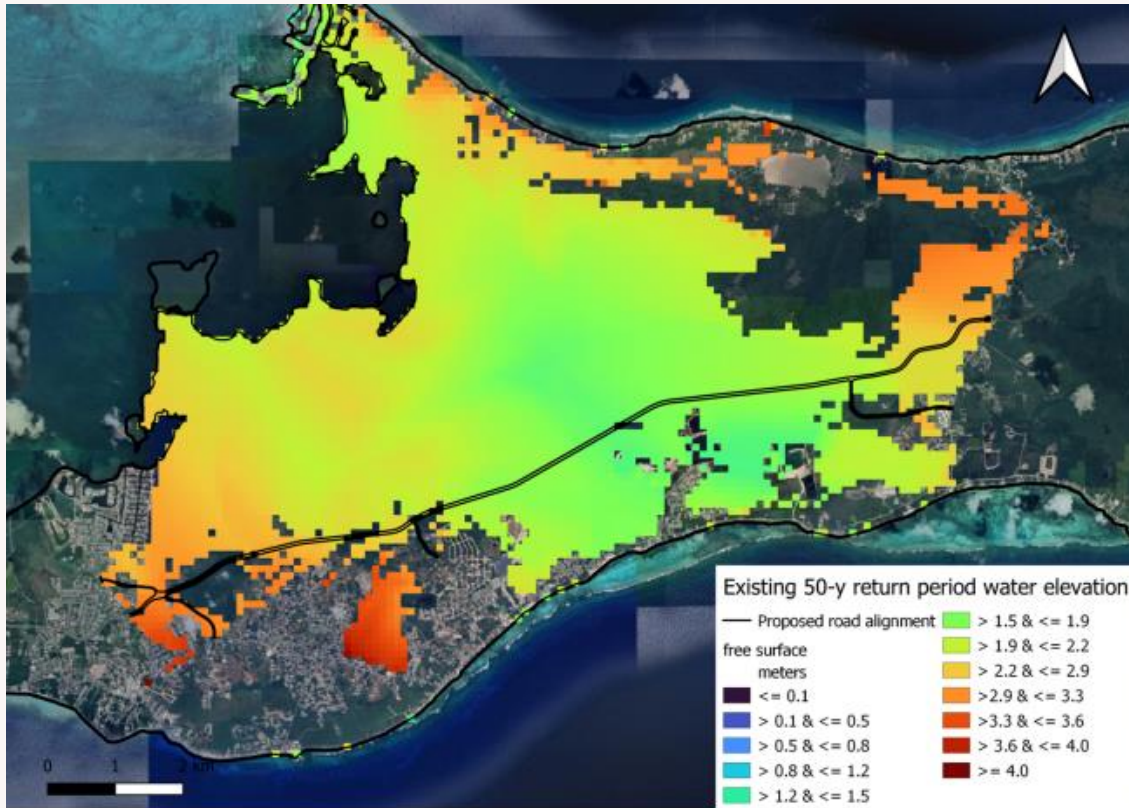 Existing 50-y return period water elevation
Proposed road alignment
free surface
meters
<= 0.1
> 0.1 & <= 0.5
> 0.5 & <= 0.8
> 0.8 & <= 1.2
> 1.2 & <= 1.5
> 1.5 & <= 1.9
> 1.9 & <= 2.2
> 2.2 & <= 2.9
>2.9 & <= 3.3
>3.3 & <= 3.6
> 3.6 & <= 4.0
>= 4.0
0 1 2 km